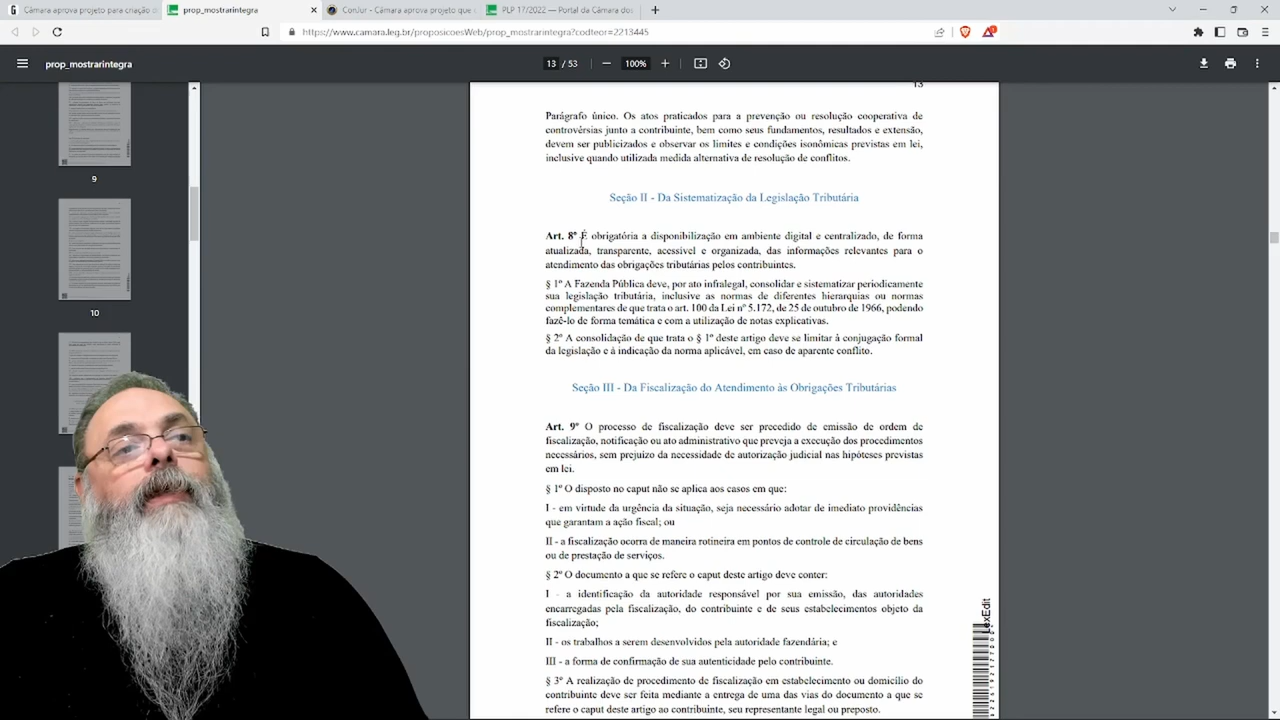 Câmara aprova projeto para criação d
prop_mostrarintegra
ConJur - Câmara aprova projeto que
PLP 17/2022 — Portal da Câmara dos
https://www.camara.leg.br/proposicoesWeb/prop_mostrarintegra?codteor=2213445
prop_mostrarintegra
13 / 53
100%
9
10
13
Parágrafo único. Os atos praticados para a prevenção ou resolução cooperativa de
controvérsias junto a contribuinte, bem como seus fundamentos, resultados e extensão,
devem ser publicizados e observar os limites e condições isonômicas previstas em lei,
inclusive quando utilizada medida alternativa de resolução de conflitos.
Seção II - Da Sistematização da Legislação Tributária
Art. 8º É obrigatória a disponibilização em ambiente digital e centralizado, de forma
atualizada, transparente, acessível e organizada, das informações relevantes para o
atendimento das obrigações tributárias pelos contribuintes.
§ 1º A Fazenda Pública deve, por ato infralegal, consolidar e sistematizar periodicamente
sua legislação tributária, inclusive as normas de diferentes hierarquias ou normas
complementares de que trata o art. 100 da Lei nº 5.172, de 25 de outubro de 1966, podendo
fazê-lo de forma temática e com a utilização de notas explicativas.
§ 2º A consolidação de que trata o § 1º deste artigo deve se limitar à conjugação formal
da legislação e à indicação da norma aplicável, em caso de aparente conflito.
Seção III - Da Fiscalização do Atendimento às Obrigações Tributárias
Art. 9º O processo de fiscalização deve ser precedido de emissão de ordem de
fiscalização, notificação ou ato administrativo que preveja a execução dos procedimentos
necessários, sem prejuízo da necessidade de autorização judicial nas hipóteses previstas
em lei.
§ 1º O disposto no caput não se aplica aos casos em que:
I - em virtude da urgência da situação, seja necessário adotar de imediato providências
que garantam a ação fiscal; ou
II - a fiscalização ocorra de maneira rotineira em pontos de controle de circulação de bens
ou de prestação de serviços.
§ 2º O documento a que se refere o caput deste artigo deve conter:
I - a identificação da autoridade responsável por sua emissão, das autoridades
encarregadas pela fiscalização, do contribuinte e de seus estabelecimentos objeto da
fiscalização;
II - os trabalhos a serem desenvolvidos pela autoridade fazendária; e
III - a forma de confirmação de sua autenticidade pelo contribuinte.
§ 3º A realização de procedimento de fiscalização em estabelecimento ou domicílio do
contribuinte deve ser feita mediante a entrega de uma das vias do documento a que se
refere o caput deste artigo ao contribuinte, seu representante legal ou preposto.
LexEdit